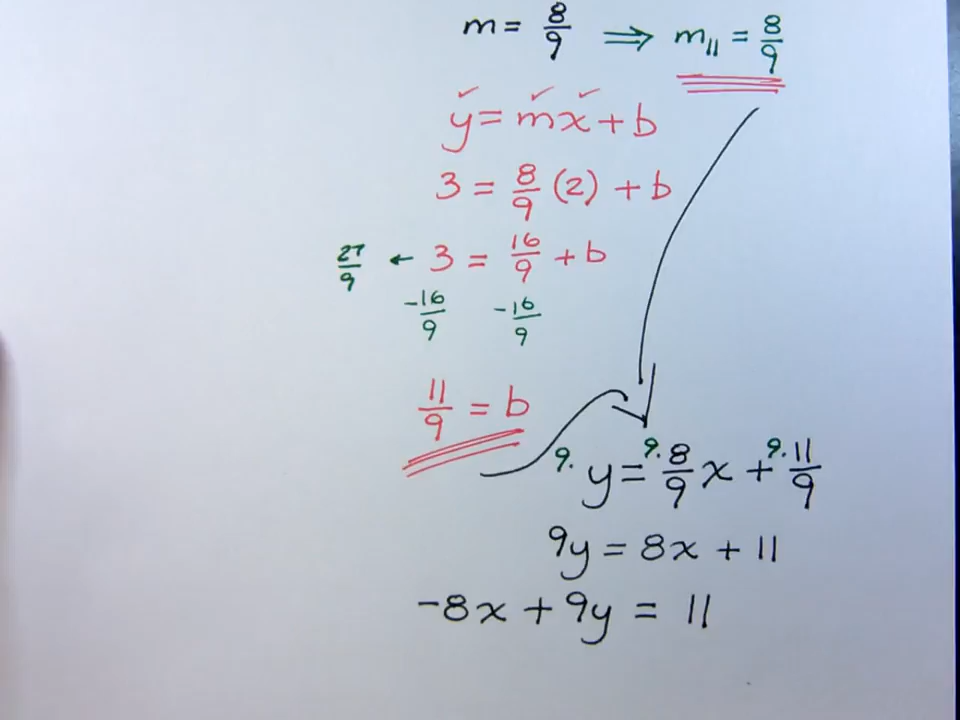 m = 8/9 ⇒ m∥ = 8/9
✓ ✓ ✓
y = mx + b
3 = 8/9 (2) + b
27/9 ← 3 = 16/9 + b
-16/9 -16/9
11/9 = b
9. y = 9. 8/9 x + 9. 11/9
9y = 8x + 11
-8x + 9y = 11